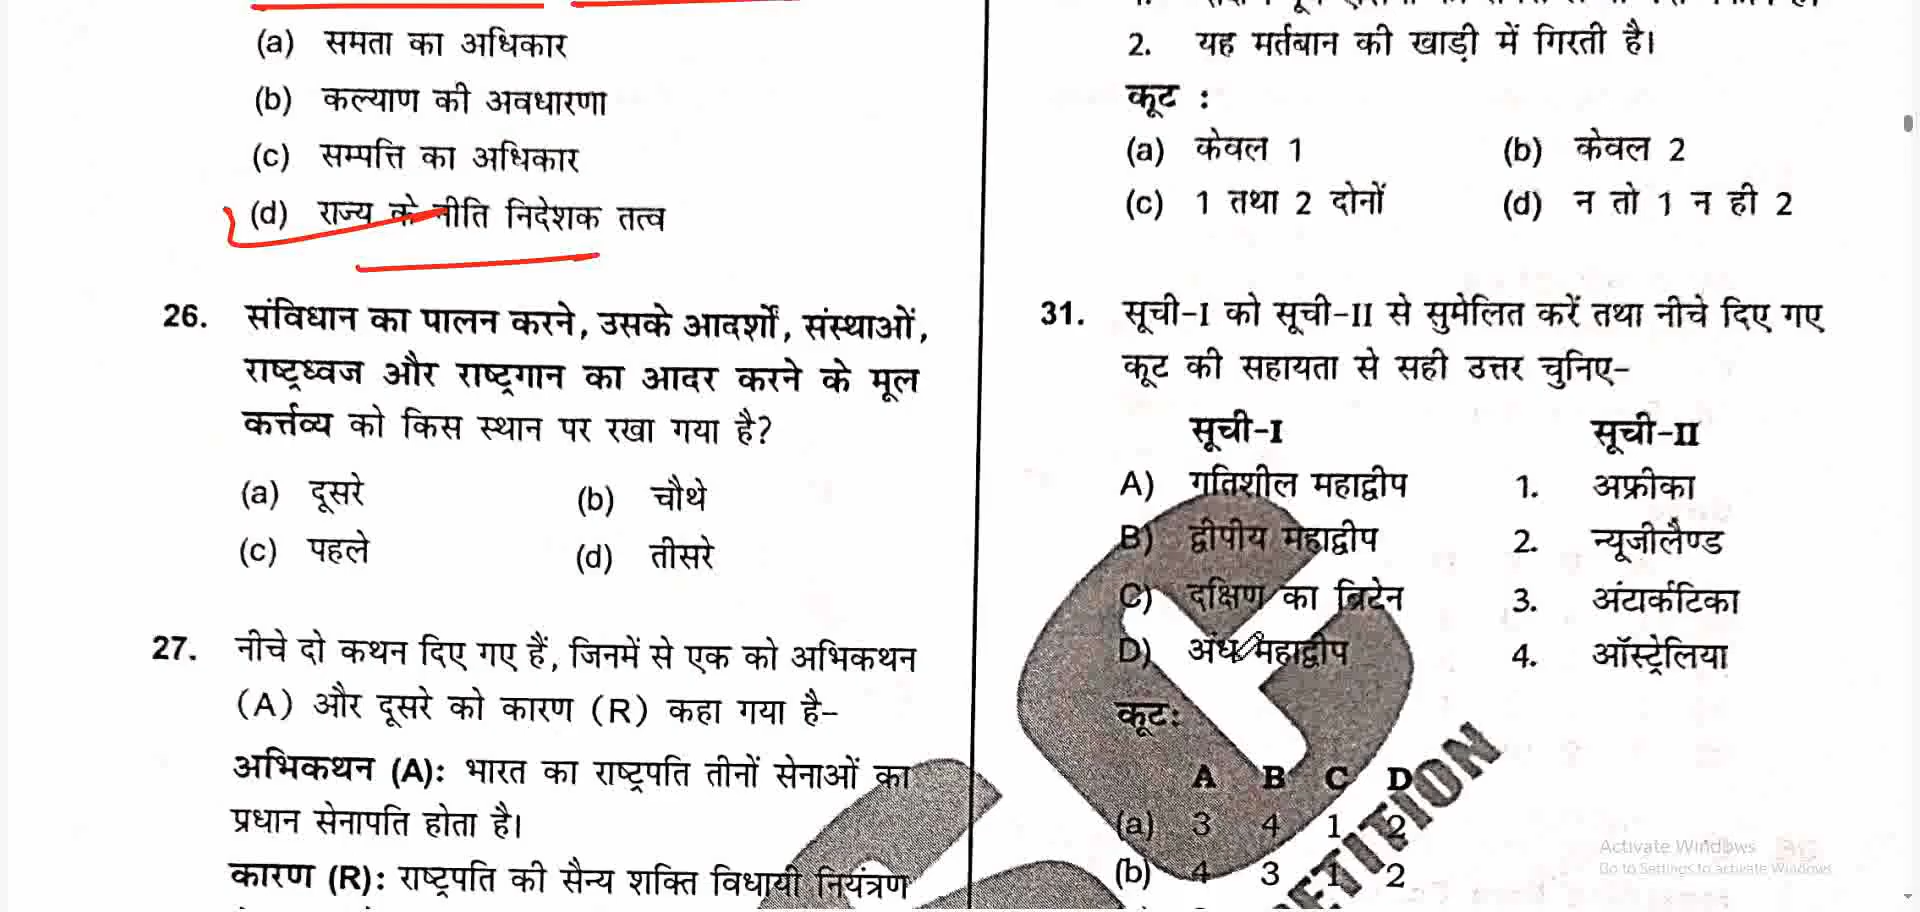 (a) समता का अधिकार
(b) कल्याण की अवधारणा
(c) सम्पत्ति का अधिकार
(d) राज्य के नीति निदेशक तत्व
26. संविधान का पालन करने, उसके आदर्शों, संस्थाओं,
राष्ट्रध्वज और राष्ट्रगान का आदर करने के मूल
कर्त्तव्य को किस स्थान पर रखा गया है?
(a) दूसरे (b) चौथे
(c) पहले (d) तीसरे
27. नीचे दो कथन दिए गए हैं, जिनमें से एक को अभिकथन
(A) और दूसरे को कारण (R) कहा गया है-
अभिकथन (A): भारत का राष्ट्रपति तीनों सेनाओं का
प्रधान सेनापति होता है।
कारण (R): राष्ट्रपति की सैन्य शक्ति विधायी नियंत्रण
2. यह मर्तबान की खाड़ी में गिरती है।
कूट :
(a) केवल 1 (b) केवल 2
(c) 1 तथा 2 दोनों (d) न तो 1 न ही 2
31. सूची-I को सूची-II से सुमेलित करें तथा नीचे दिए गए
कूट की सहायता से सही उत्तर चुनिए-
सूची-I सूची-II
A) गतिशील महाद्वीप 1. अफ्रीका
B) द्वीपीय महाद्वीप 2. न्यूजीलैण्ड
C) दक्षिण का ब्रिटेन 3. अंटार्कटिका
D) अंध महाद्वीप 4. ऑस्ट्रेलिया
कूट:
A B C D
(a) 3 4 1 2
(b) 4 3 1 2
Activate Windows
Go to Settings to activate Windows